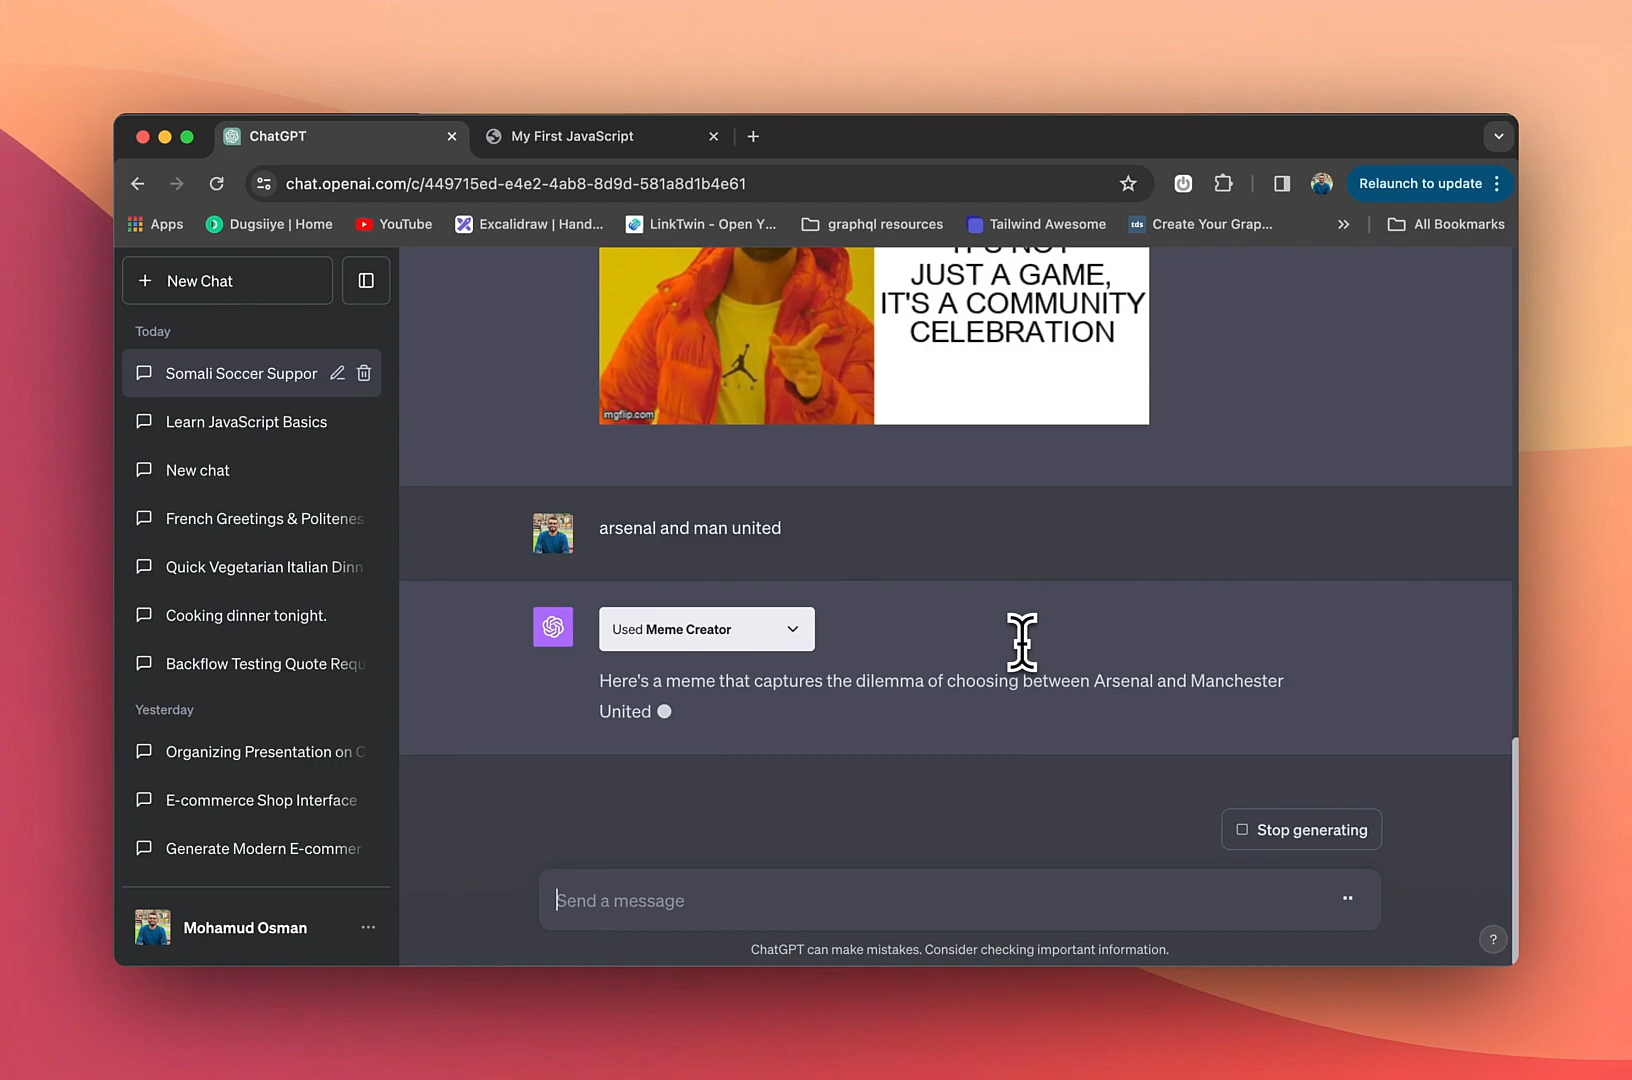 ChatGPT
My First JavaScript
chat.openai.com/c/449715ed-e4e2-4ab8-8d9d-581a8d1b4e61
Relaunch to update
Apps
Dugsiiye | Home
YouTube
Excalidraw | Hand...
LinkTwin - Open Y...
graphql resources
Tailwind Awesome
tds
Create Your Grap...
All Bookmarks
New Chat
Today
Somali Soccer Suppor
Learn JavaScript Basics
New chat
French Greetings & Politenes
Quick Vegetarian Italian Dinn
Cooking dinner tonight.
Backflow Testing Quote Requ
Yesterday
Organizing Presentation on C
E-commerce Shop Interface
Generate Modern E-commer
Mohamud Osman
IT'S NOT
JUST A GAME,
IT'S A COMMUNITY
CELEBRATION
imgflip.com
arsenal and man united
Used Meme Creator
Here's a meme that captures the dilemma of choosing between Arsenal and Manchester
United
Stop generating
Send a message
ChatGPT can make mistakes. Consider checking important information.
?